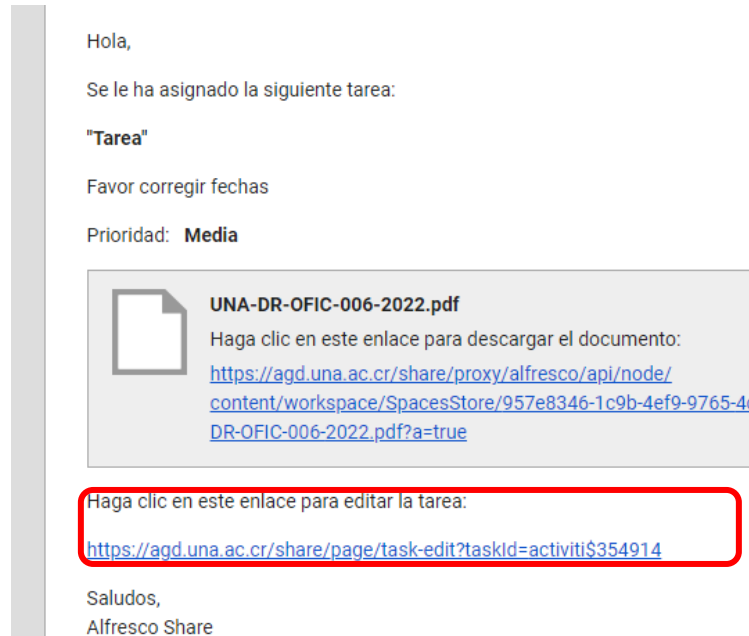 Hola,
Se le ha asignado la siguiente tarea:
"Tarea"
Favor corregir fechas
Prioridad: Media
UNA-DR-OFIC-006-2022.pdf
Haga clic en este enlace para descargar el documento:
https://agd.una.ac.cr/share/proxy/alfresco/api/node/
content/workspace/SpacesStore/957e8346-1c9b-4ef9-9765-4
DR-OFIC-006-2022.pdf?a=true
Haga clic en este enlace para editar la tarea:
https://agd.una.ac.cr/share/page/task-edit?taskId=activiti$354914
Saludos,
Alfresco Share